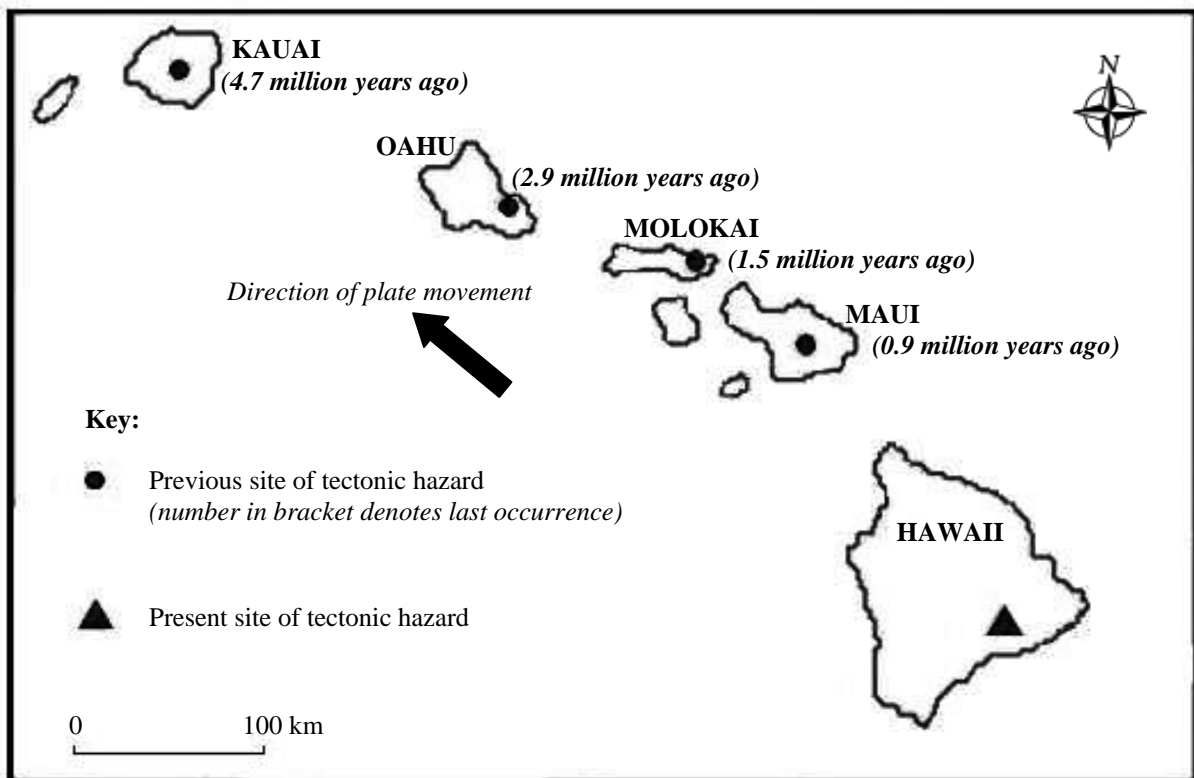 KAUAI
(4.7 million years ago)
N
OAHU
(2.9 million years ago)
MOLOKAI
(1.5 million years ago)
Direction of plate movement
MAUI
(0.9 million years ago)
Key:
Previous site of tectonic hazard
(number in bracket denotes last occurrence)
HAWAII
Present site of tectonic hazard
0 100 km